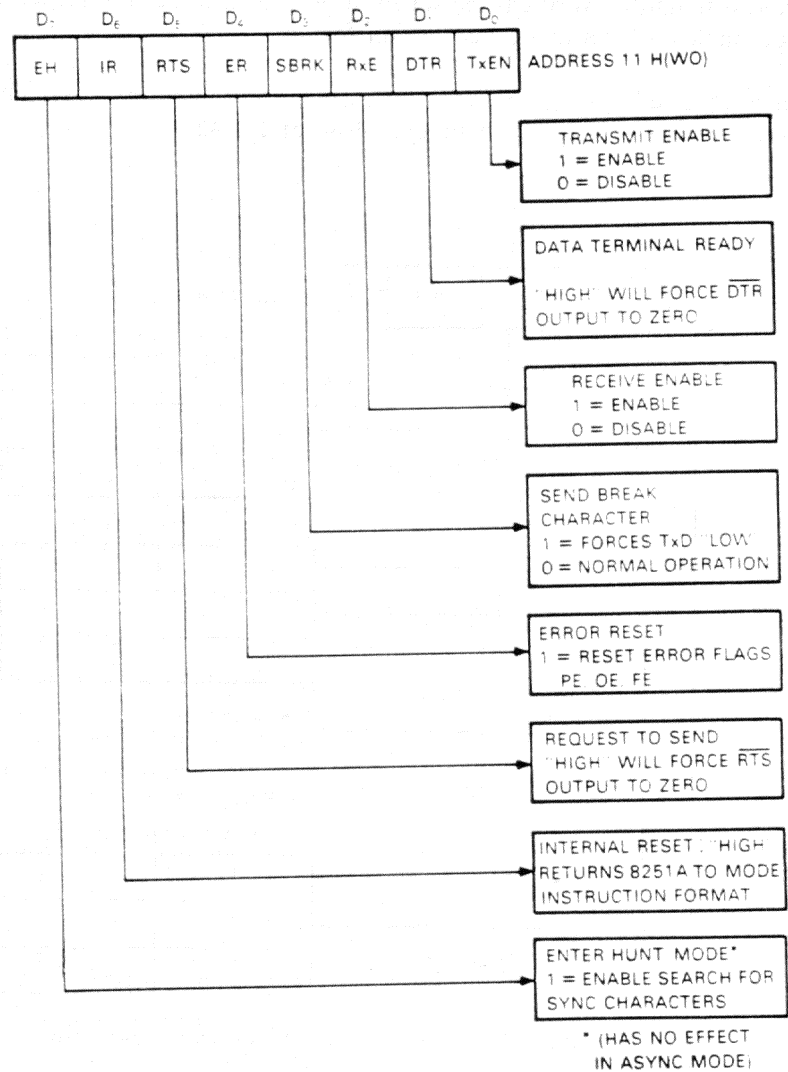 D7 D6 D5 D4 D3 D2 D1 D0
EH IR RTS ER SBRK RxE DTR TxEN ADDRESS 11 H(WO)
TRANSMIT ENABLE
1 = ENABLE
0 = DISABLE
DATA TERMINAL READY
"HIGH" WILL FORCE DTR
OUTPUT TO ZERO
RECEIVE ENABLE
1 = ENABLE
0 = DISABLE
SEND BREAK
CHARACTER
1 = FORCES TxD "LOW"
0 = NORMAL OPERATION
ERROR RESET
1 = RESET ERROR FLAGS
PE, OE, FE
REQUEST TO SEND
"HIGH" WILL FORCE RTS
OUTPUT TO ZERO
INTERNAL RESET: "HIGH
RETURNS 8251A TO MODE
INSTRUCTION FORMAT
ENTER HUNT MODE*
1 = ENABLE SEARCH FOR
SYNC CHARACTERS
* (HAS NO EFFECT
IN ASYNC MODE)